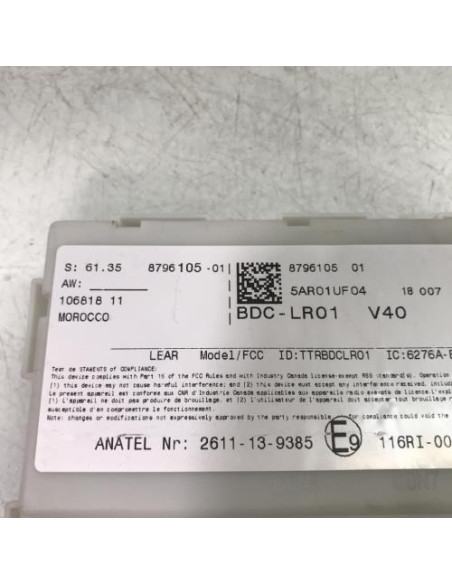 S: 61.35 8796105 -01 8796105 01
AW:
5AR01UF04 18 007
106818 11
BDC-LR01 V40
MOROCCO
LEAR Model/FCC ID:TTRBDCLR01 IC:6276A-B
Text de STATEMENTS of COMPLIANCE:
This device complies with Part 15 of the FCC Rules and with Industry Canada license-exempt RSS standard(s). Operation
(1) this device may not cause harmful interference; and (2) this device must accept any interference received, includ
Le present appareil est conforme aux CNR d'Industrie Canada applicables aux appareils radio exempts de licence.
(1) l'appareil ne doit pas produire de brouillage, et (2) l'utilisateur de l'appareil doit accepter tout brouillage
susceptible d'en compromettre le fonctionnement.
Note: changes or modifications not expressively approved by the party responsible for compliance could void the
ANATEL Nr: 2611-13-9385 E9 116RI-00